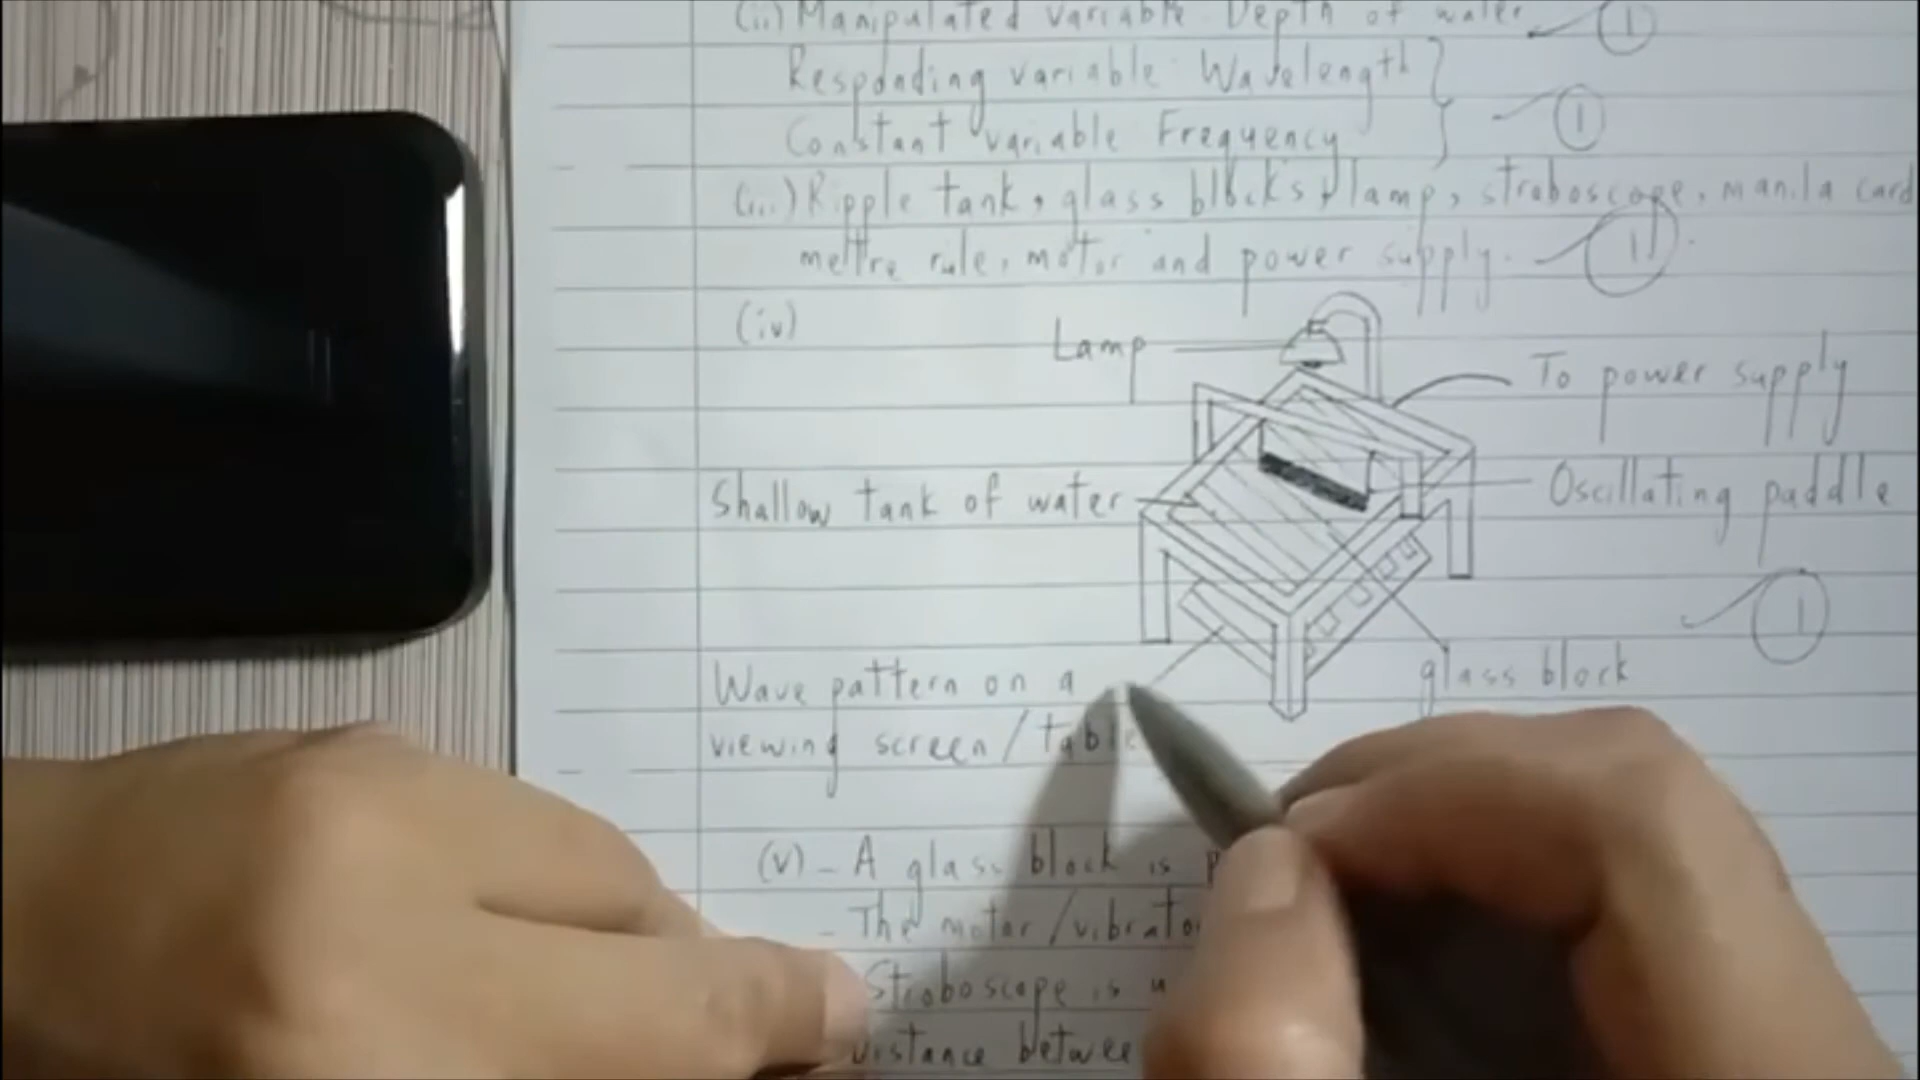 (ii) Manipulated variable Depth of water 1
Responding variable Wavelength
Constant variable Frequency 1
(iii) Ripple tank, glass blocks, lamp, stroboscope, manila card
mettre rule, motor and power supply. 1
(iv)
Lamp
To power supply
Shallow tank of water
Oscillating paddle
1
Wave pattern on a
viewing screen/table
glass block
(v) - A glass block is
- The motor/vibrator
Stroboscope is